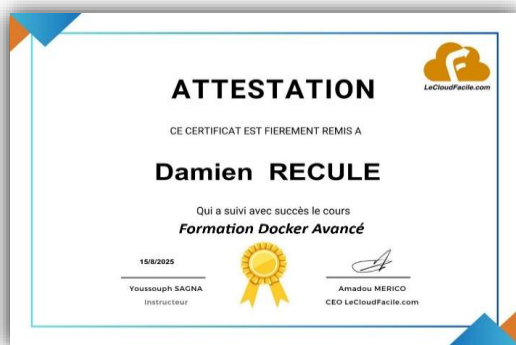 LeCloudFacile.com
ATTESTATION
CE CERTIFICAT EST FIEREMENT REMIS A
Damien RECULE
Qui a suivi avec succès le cours
Formation Docker Avancé
15/8/2025
Youssouph SAGNA
Instructeur
Amadou MERICO
CEO LeCloudFacile.com